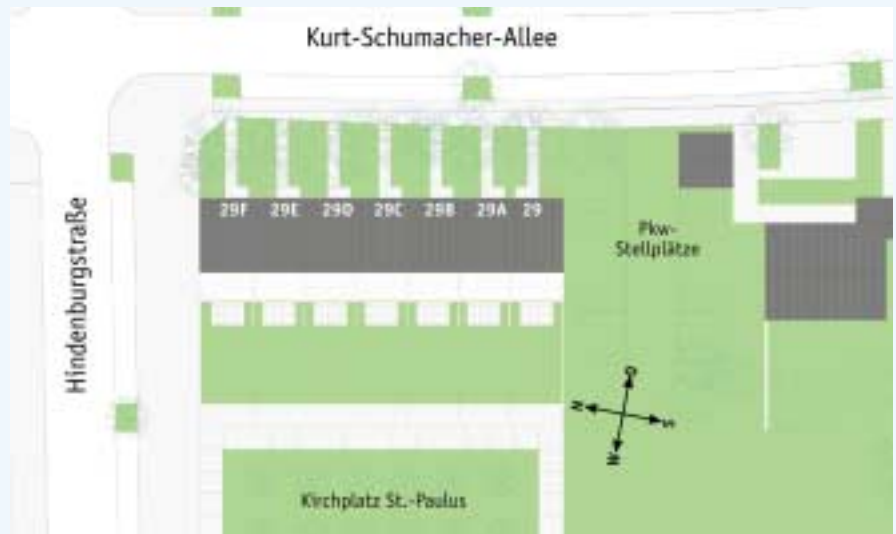 Kurt-Schumacher-Allee
Hindenburgstraße
29F 29E 29D 29C 29B 29A 29
Pkw-
Stellplätze
O
N
S
W
Kirchplatz St.-Paulus